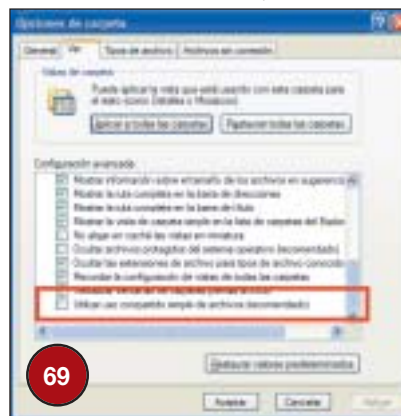 Opciones de carpeta
General Ver Tipos de archivo Archivos sin conexión
Vistas de carpeta
Puede aplicar la vista que está usando con esta carpeta para
el modo (como Detalles o Mosaicos)
Aplicar a todas las carpetas Restaurar todas las carpetas
Configuración avanzada:
Mostrar información sobre el tamaño de los archivos en sugerencia
Mostrar la ruta completa en la barra de direcciones
Mostrar la ruta completa en la barra de título
Mostrar la vista de carpeta simple en la lista de carpetas del
No alojar en caché las vistas en miniatura
Ocultar archivos protegidos del sistema operativo (recomendado)
Ocultar las extensiones de archivo para tipos de archivo conocido
Recordar la configuración de vistas de todas las carpetas
Utilizar uso compartido simple de archivos (recomendado)
Restaurar valores predeterminados
69
Aceptar Cancelar Aplicar